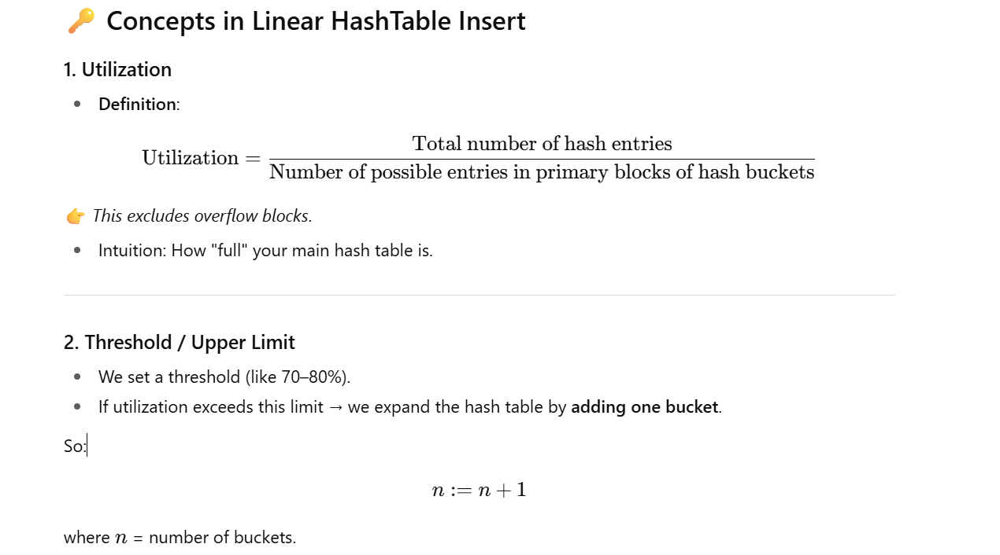 🔑 Concepts in Linear HashTable Insert
1. Utilization
• Definition:
Utilization = Total number of hash entries / Number of possible entries in primary blocks of hash buckets
👉 This excludes overflow blocks.
• Intuition: How "full" your main hash table is.
2. Threshold / Upper Limit
• We set a threshold (like 70–80%).
• If utilization exceeds this limit → we expand the hash table by adding one bucket.
So:
n := n + 1
where n = number of buckets.